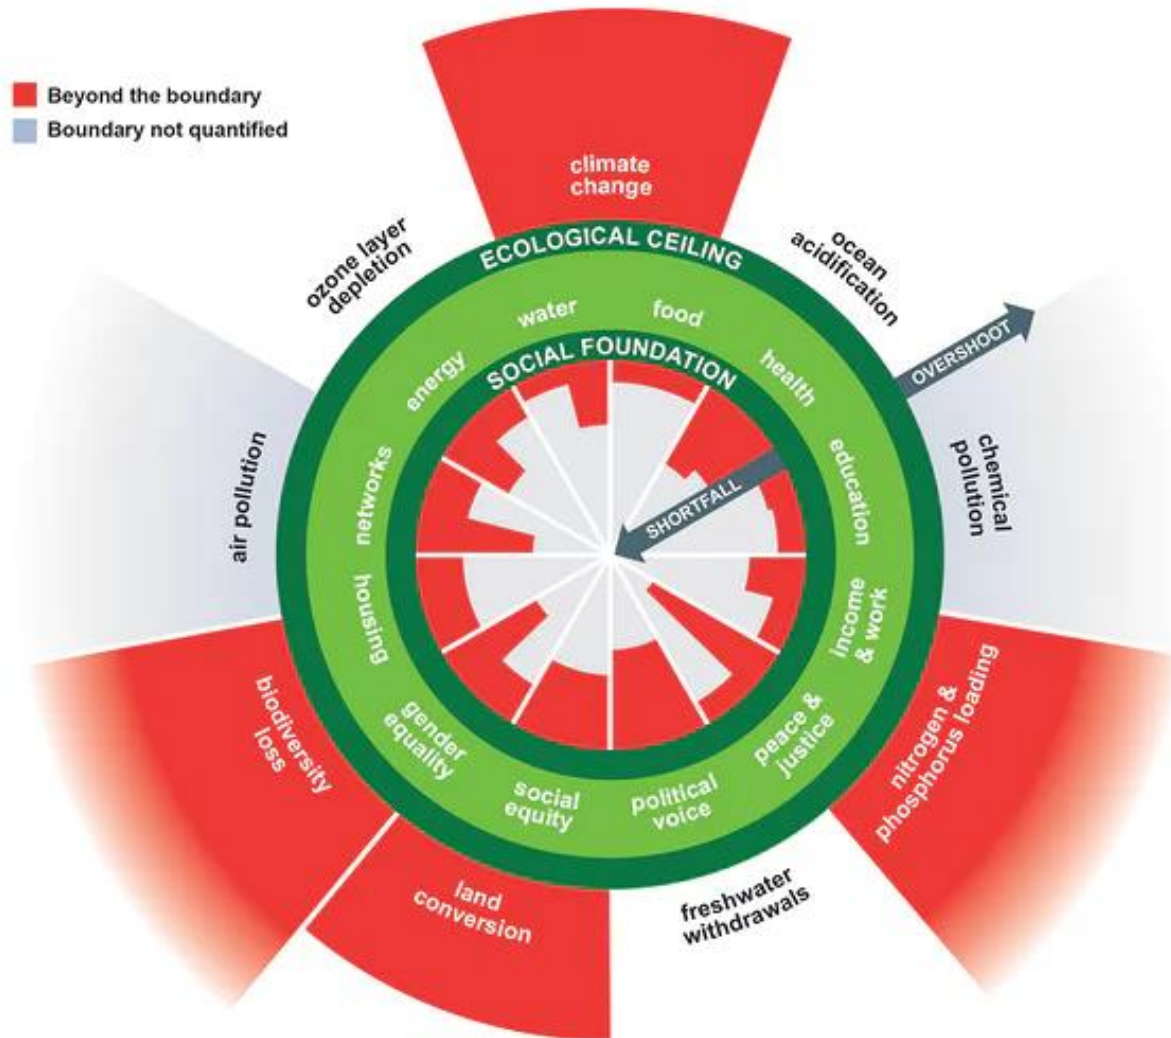 Beyond the boundary
Boundary not quantified
climate
change
ozone layer
depletion
ECOLOGICAL CEILING
ocean
acidification
water
food
OVERSHOOT
energy
SOCIAL FOUNDATION
health
air pollution
networks
SHORTFALL
education
chemical
pollution
housing
income
& work
biodiversity
loss
gender
equality
social
equity
political
voice
peace &
justice
nitrogen &
phosphorus loading
land
conversion
freshwater
withdrawals